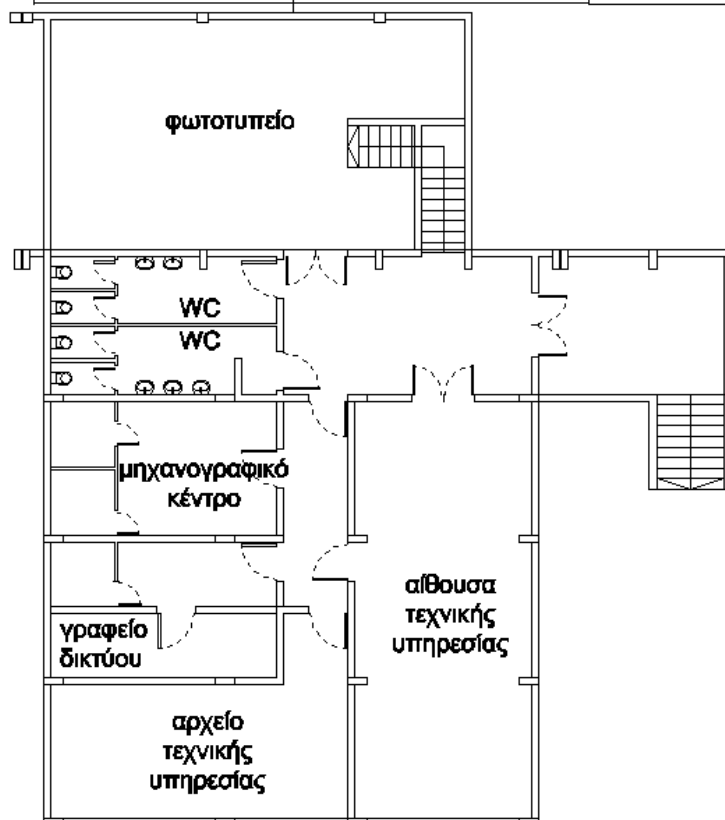 φωτοτυπείο
WC
WC
μηχανογραφικό
κέντρο
αίθουσα
τεχνικής
υπηρεσίας
γραφείο
δικτύου
αρχείο
τεχνικής
υπηρεσίας